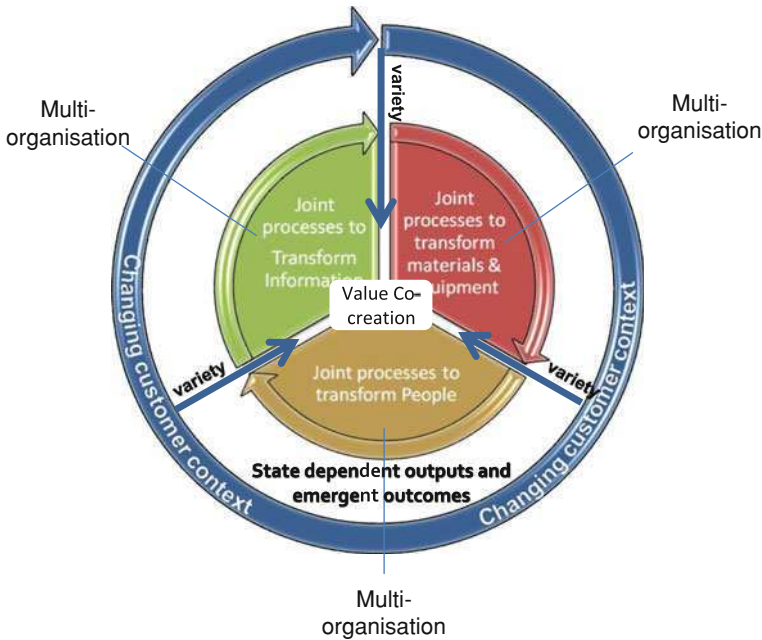 variety
Multi-
organisation
Multi-
organisation
Joint
processes to
Transform
Information
Joint
processes to
transform
materials &
quipment
Value Co-
creation
Changing customer context
variety
variety
Changing customer context
Joint processes to
transform People
State dependent outputs and
emergent outcomes
Multi-
organisation